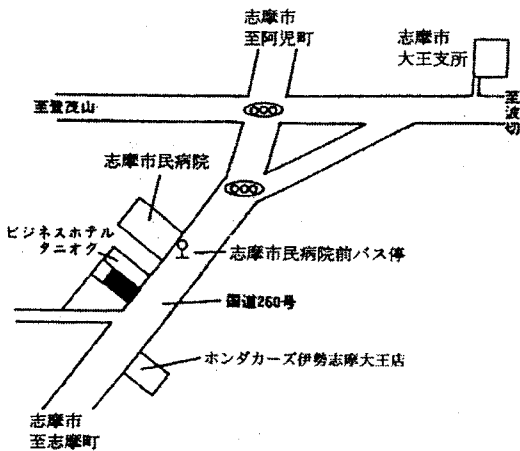 志摩市
至阿児町
志摩市
大王支所
至登茂山
至波切
志摩市民病院
ビジネスホテル
タニオク
志摩市民病院前バス停
国道260号
ホンダカーズ伊勢志摩大王店
志摩市
至志摩町